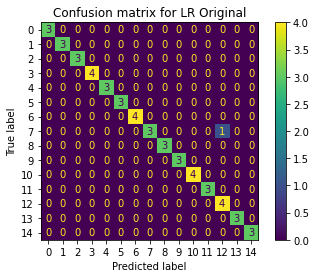 Confusion matrix for LR Original
True label
0 3 0 0 0 0 0 0 0 0 0 0 0 0 0 0
1 0 3 0 0 0 0 0 0 0 0 0 0 0 0 0
2 0 0 3 0 0 0 0 0 0 0 0 0 0 0 0
3 0 0 0 4 0 0 0 0 0 0 0 0 0 0 0
4 0 0 0 0 3 0 0 0 0 0 0 0 0 0 0
5 0 0 0 0 0 3 0 0 0 0 0 0 0 0 0
6 0 0 0 0 0 0 4 0 0 0 0 0 0 0 0
7 0 0 0 0 0 0 0 3 0 0 0 0 1 0 0
8 0 0 0 0 0 0 0 0 3 0 0 0 0 0 0
9 0 0 0 0 0 0 0 0 0 3 0 0 0 0 0
10 0 0 0 0 0 0 0 0 0 0 4 0 0 0 0
11 0 0 0 0 0 0 0 0 0 0 0 3 0 0 0
12 0 0 0 0 0 0 0 0 0 0 0 0 4 0 0
13 0 0 0 0 0 0 0 0 0 0 0 0 0 3 0
14 0 0 0 0 0 0 0 0 0 0 0 0 0 0 3
0 1 2 3 4 5 6 7 8 9 10 11 12 13 14
Predicted label
4.0
3.5
3.0
2.5
2.0
1.5
1.0
0.5
0.0